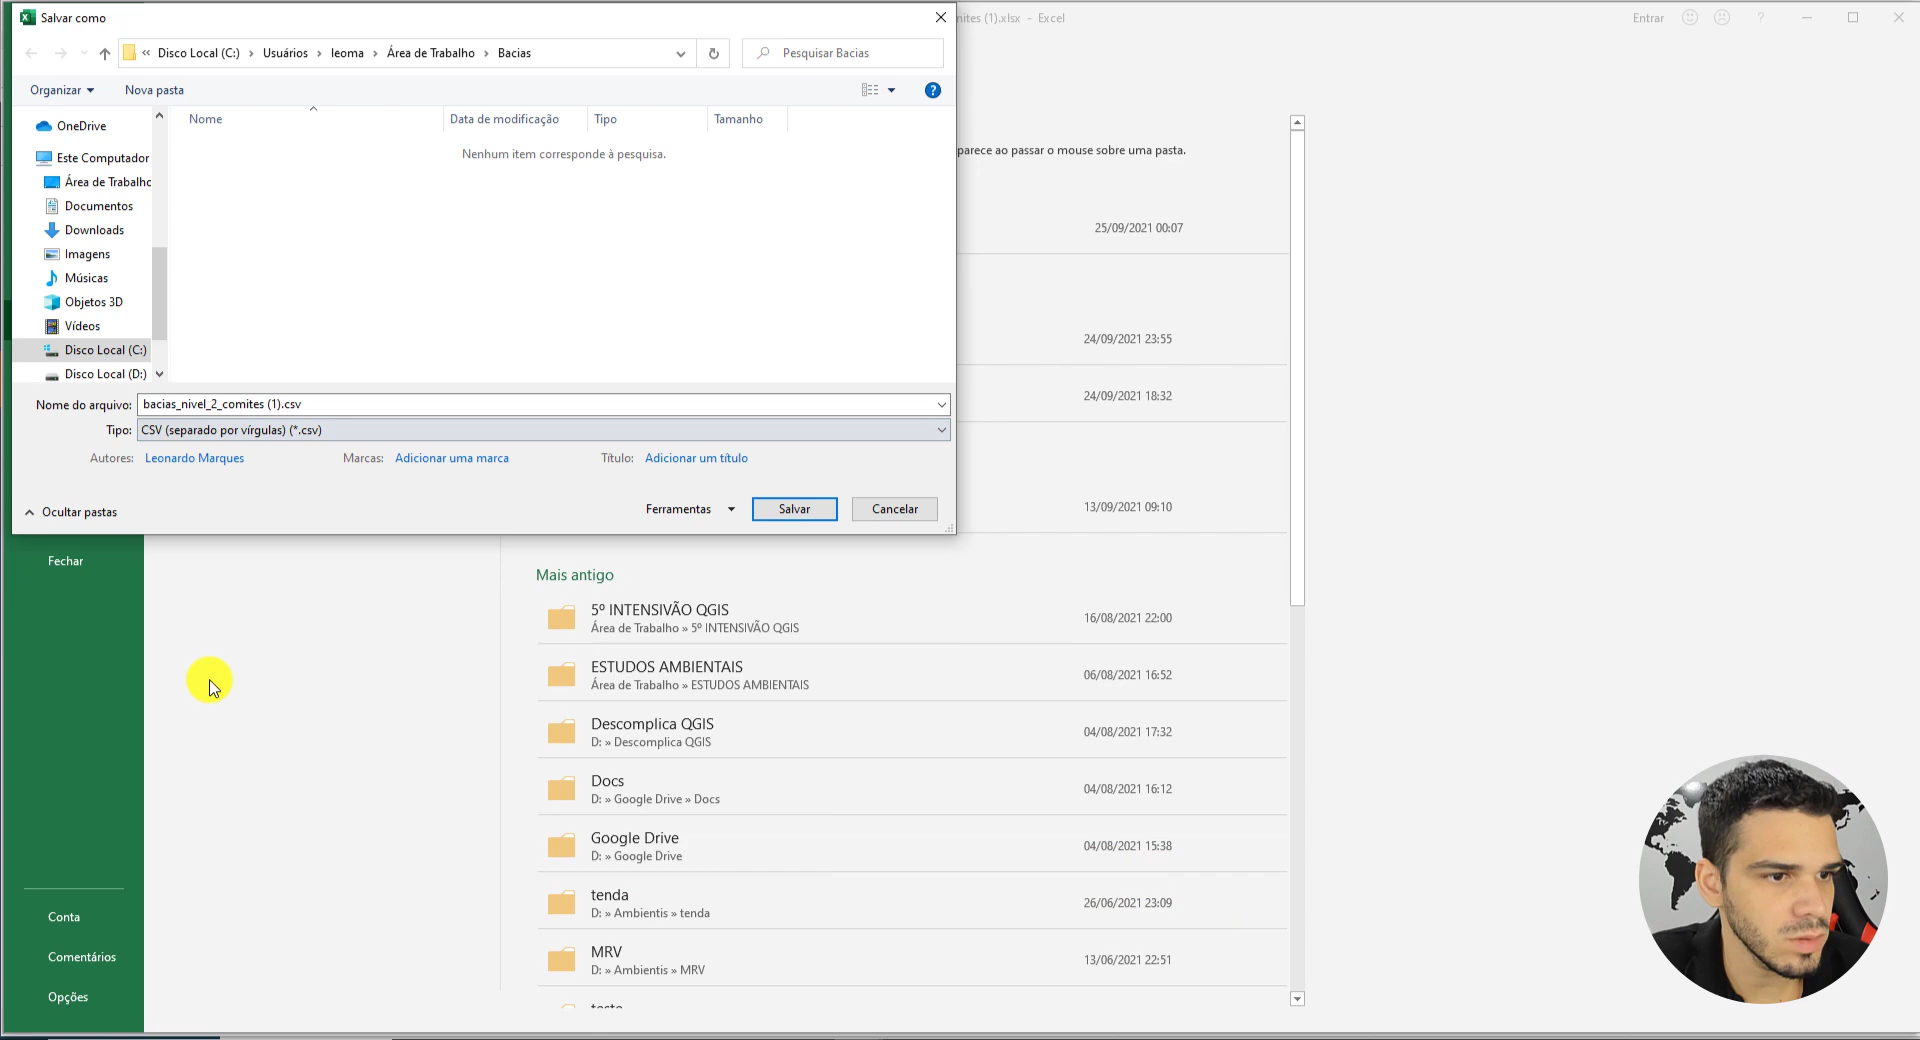 Salvar como
mites (1).xlsx - Excel
Entrar
?
« Disco Local (C:) › Usuários › leoma › Área de Trabalho › Bacias
Pesquisar Bacias
Organizar
Nova pasta
?
OneDrive
Este Computador
Área de Trabalho
Documentos
Downloads
Imagens
Músicas
Objetos 3D
Vídeos
Disco Local (C:)
Disco Local (D:)
Nome
Data de modificação
Tipo
Tamanho
Nenhum item corresponde à pesquisa.
parece ao passar o mouse sobre uma pasta.
25/09/2021 00:07
24/09/2021 23:55
24/09/2021 18:32
13/09/2021 09:10
Nome do arquivo: bacias_nivel_2_comites (1).csv
Tipo: CSV (separado por vírgulas) (*.csv)
Autores: Leonardo Marques
Marcas: Adicionar uma marca
Título: Adicionar um título
Ocultar pastas
Ferramentas
Salvar
Cancelar
Fechar
Conta
Comentários
Opções
Mais antigo
5º INTENSIVÃO QGIS
Área de Trabalho » 5º INTENSIVÃO QGIS
16/08/2021 22:00
ESTUDOS AMBIENTAIS
Área de Trabalho » ESTUDOS AMBIENTAIS
06/08/2021 16:52
Descomplica QGIS
D: » Descomplica QGIS
04/08/2021 17:32
Docs
D: » Google Drive » Docs
04/08/2021 16:12
Google Drive
D: » Google Drive
04/08/2021 15:38
tenda
D: » Ambientis » tenda
26/06/2021 23:09
MRV
D: » Ambientis » MRV
13/06/2021 22:51